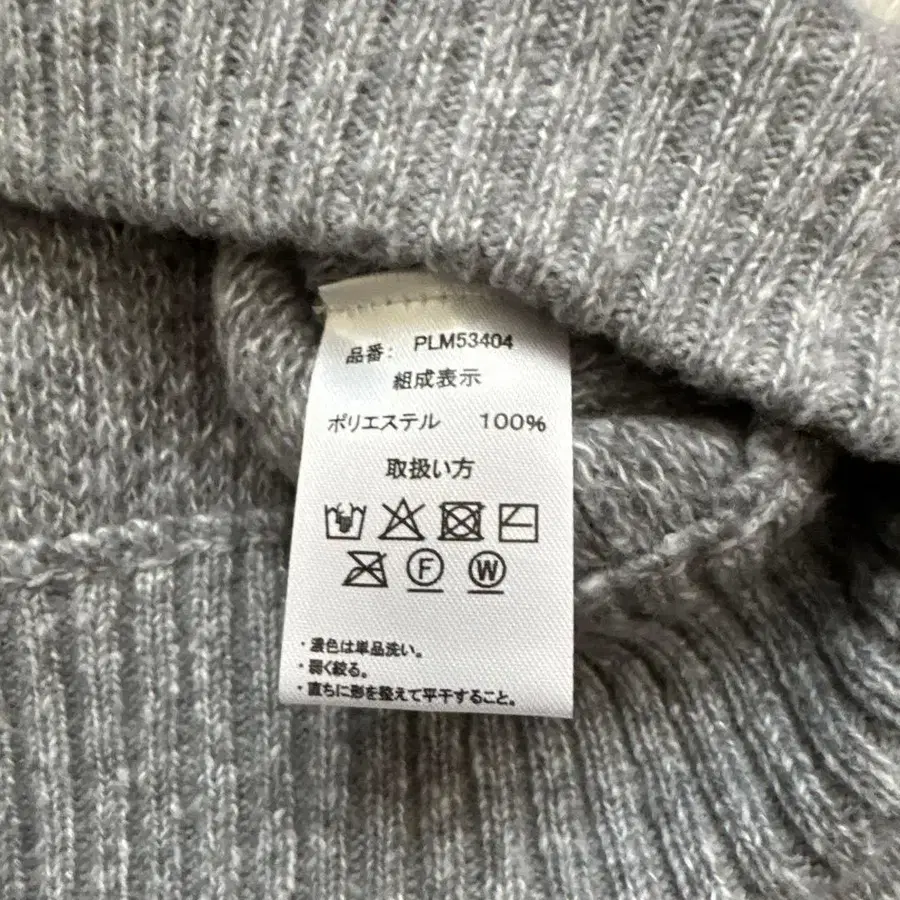 品番: PLM53404
組成表示
ポリエステル 100%
取扱い方
F W
・濃色は単品洗い。
・弱く絞る。
・直ちに形を整えて平干すること。